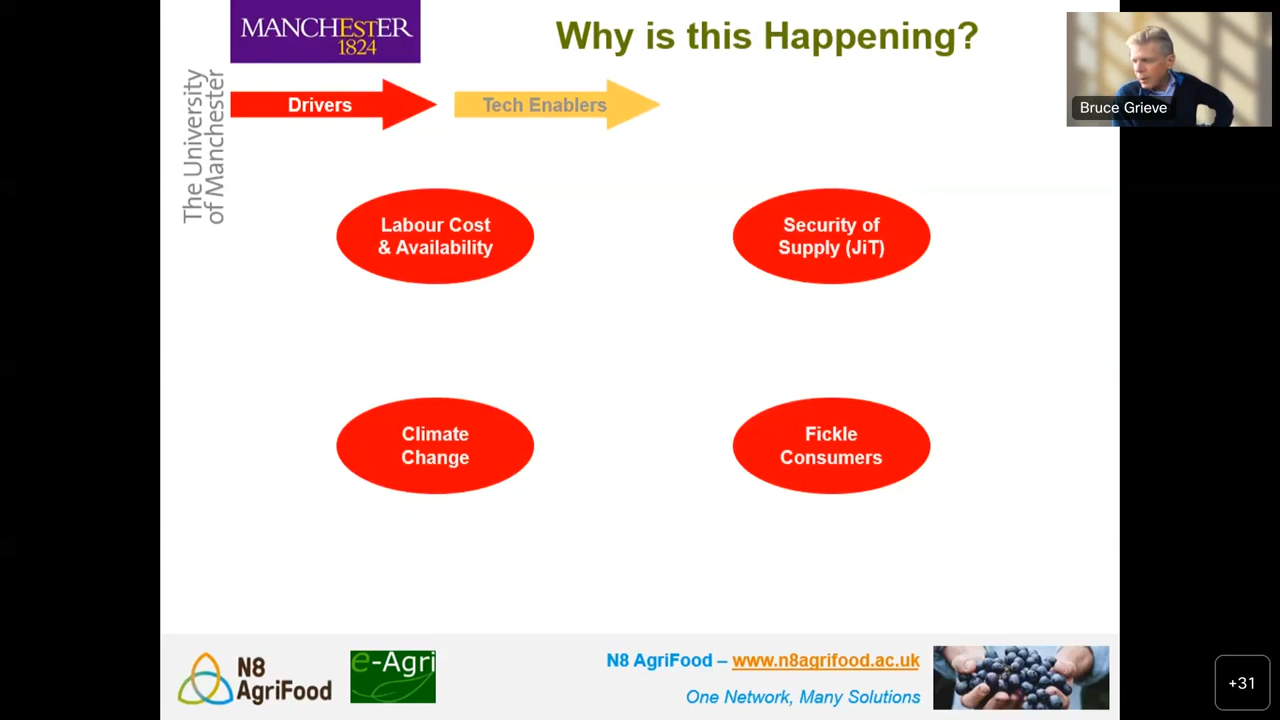 MANCHESTER
1824
The University
of Manchester
Why is this Happening?
Bruce Grieve
Drivers
Tech Enablers
Labour Cost
& Availability
Security of
Supply (JiT)
Climate
Change
Fickle
Consumers
N8
AgriFood
e-Agri
N8 AgriFood – www.n8agrifood.ac.uk
One Network, Many Solutions
+31